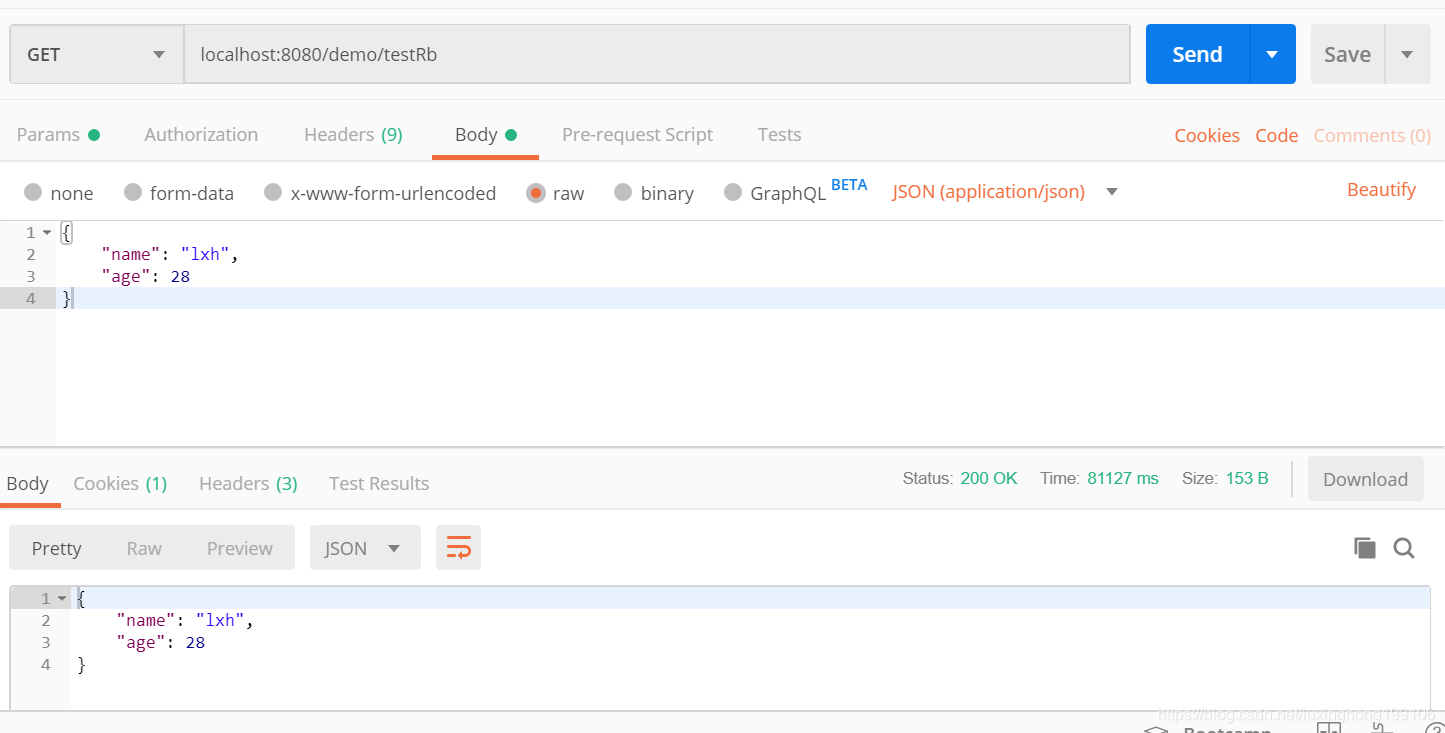 GET localhost:8080/demo/testRb Send Save
Params Authorization Headers (9) Body Pre-request Script Tests Cookies Code Comments (0)
none form-data x-www-form-urlencoded raw binary GraphQL BETA JSON (application/json) Beautify
1 {
2 "name": "lxh",
3 "age": 28
4 }
Body Cookies (1) Headers (3) Test Results Status: 200 OK Time: 81127 ms Size: 153 B Download
Pretty Raw Preview JSON
1 {
2 "name": "lxh",
3 "age": 28
4 }
https://blog.csdn.net/luxinghong199106
Bootcamp